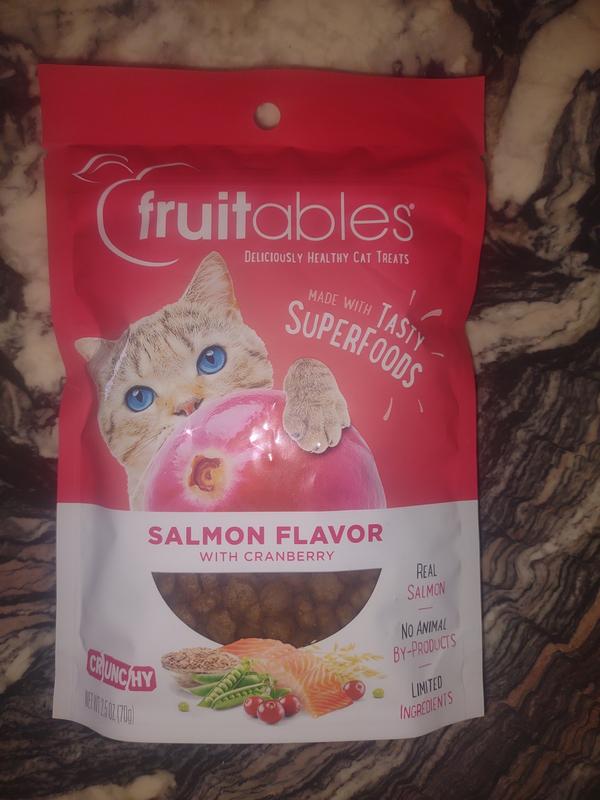 fruitables®
DELICIOUSLY HEALTHY CAT TREATS
MADE WITH TASTY
SUPERFOODS
SALMON FLAVOR
WITH CRANBERRY
REAL
SALMON
NO ANIMAL
BY-PRODUCTS
LIMITED
INGREDIENTS
CRUNCHY
NET WT 2.5 OZ (70g)